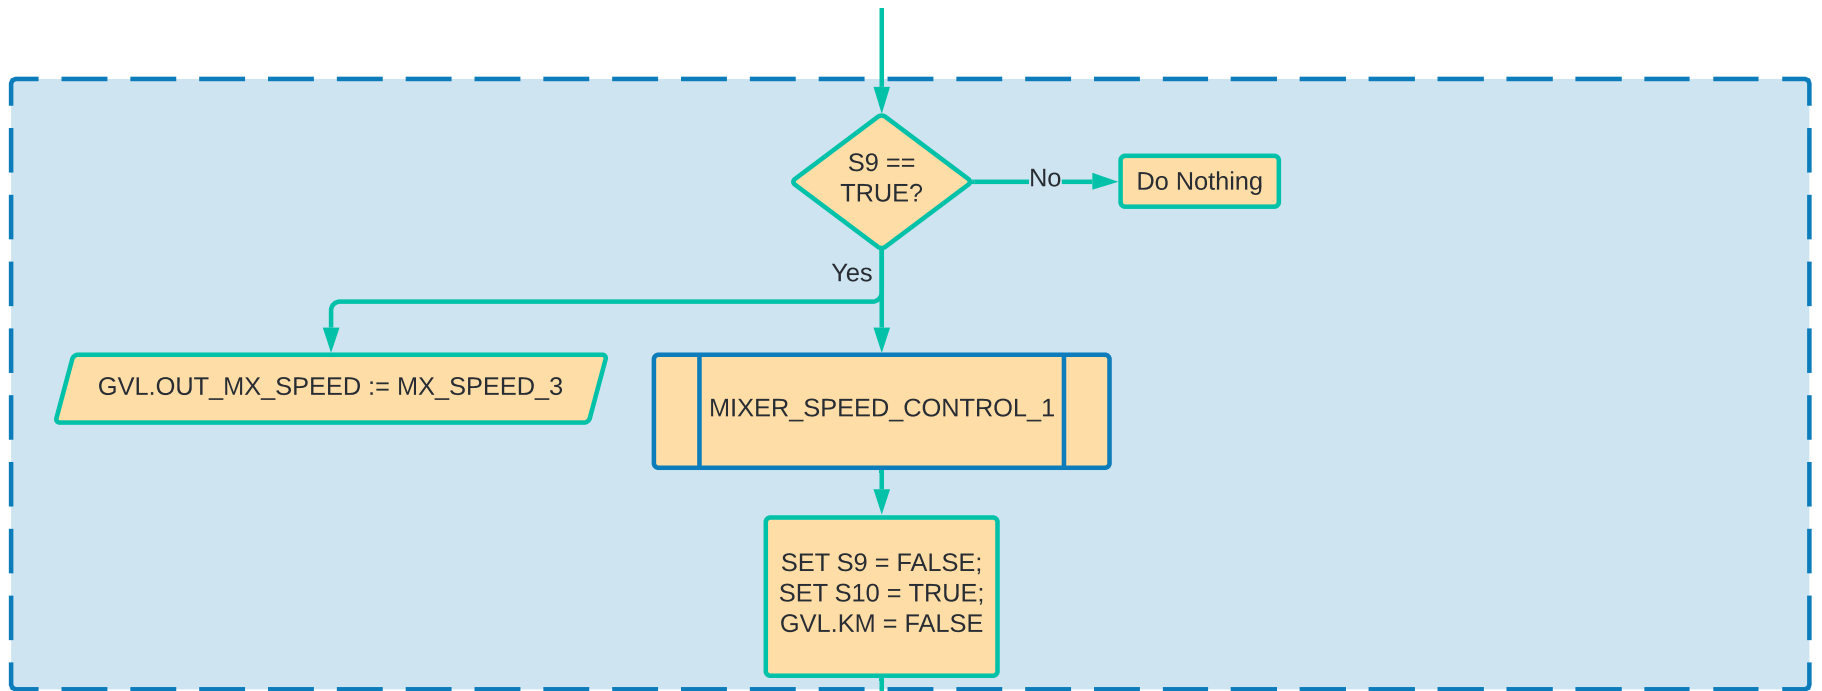 S9 ==
TRUE?
No
Do Nothing
Yes
GVL.OUT_MX_SPEED := MX_SPEED_3
MIXER_SPEED_CONTROL_1
SET S9 = FALSE;
SET S10 = TRUE;
GVL.KM = FALSE